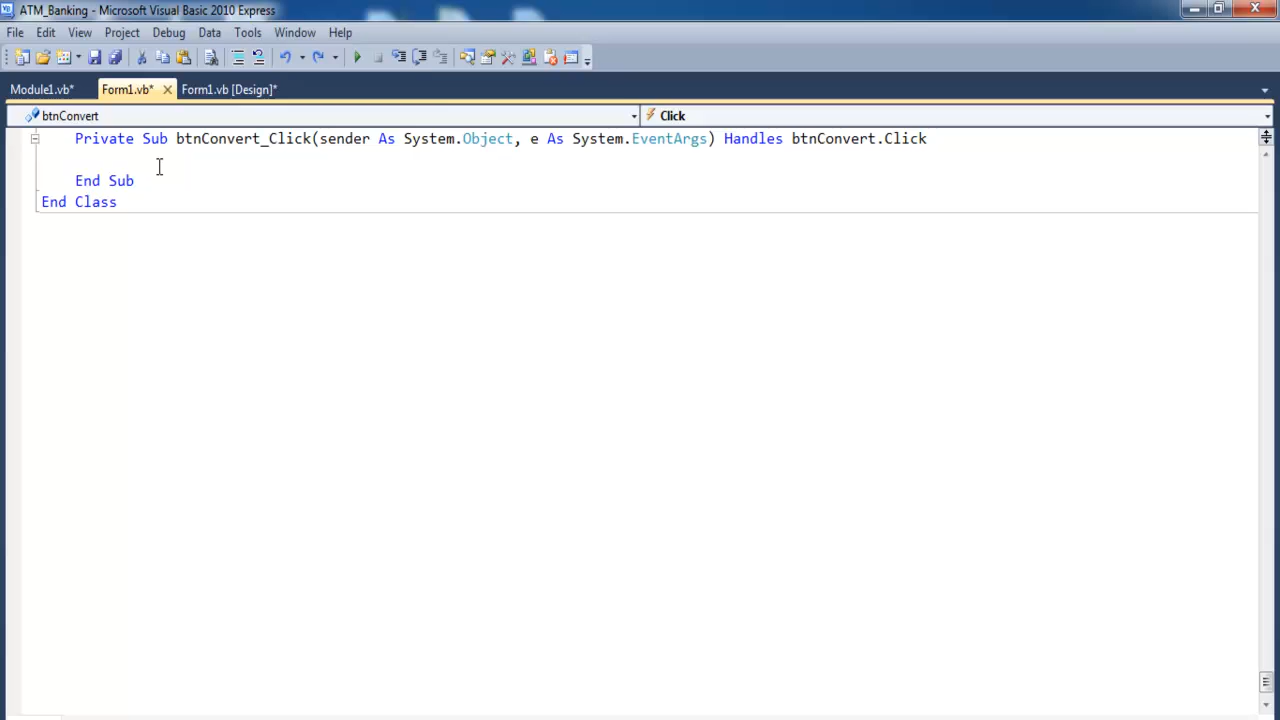 ATM_Banking - Microsoft Visual Basic 2010 Express
File Edit View Project Debug Data Tools Window Help
Module1.vb* Form1.vb* Form1.vb [Design]*
btnConvert Click
Private Sub btnConvert_Click(sender As System.Object, e As System.EventArgs) Handles btnConvert.Click
End Sub
End Class